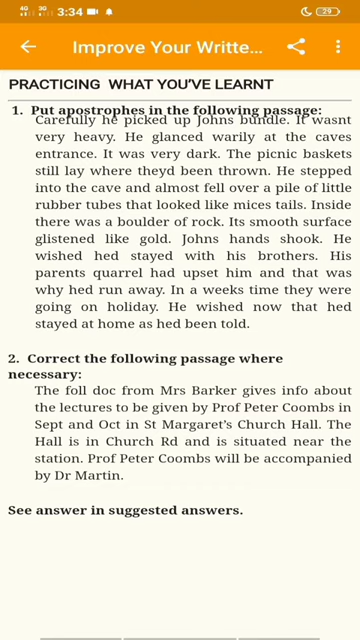 4G 3G 3:34 29
Improve Your Writte...
PRACTICING WHAT YOU'VE LEARNT
1. Put apostrophes in the following passage:
Carefully he picked up Johns bundle. It wasnt
very heavy. He glanced warily at the caves
entrance. It was very dark. The picnic baskets
still lay where theyd been thrown. He stepped
into the cave and almost fell over a pile of little
rubber tubes that looked like mices tails. Inside
there was a boulder of rock. Its smooth surface
glistened like gold. Johns hands shook. He
wished hed stayed with his brothers. His
parents quarrel had upset him and that was
why hed run away. In a weeks time they were
going on holiday. He wished now that hed
stayed at home as hed been told.
2. Correct the following passage where
necessary:
The foll doc from Mrs Barker gives info about
the lectures to be given by Prof Peter Coombs in
Sept and Oct in St Margaret's Church Hall. The
Hall is in Church Rd and is situated near the
station. Prof Peter Coombs will be accompanied
by Dr Martin.
See answer in suggested answers.